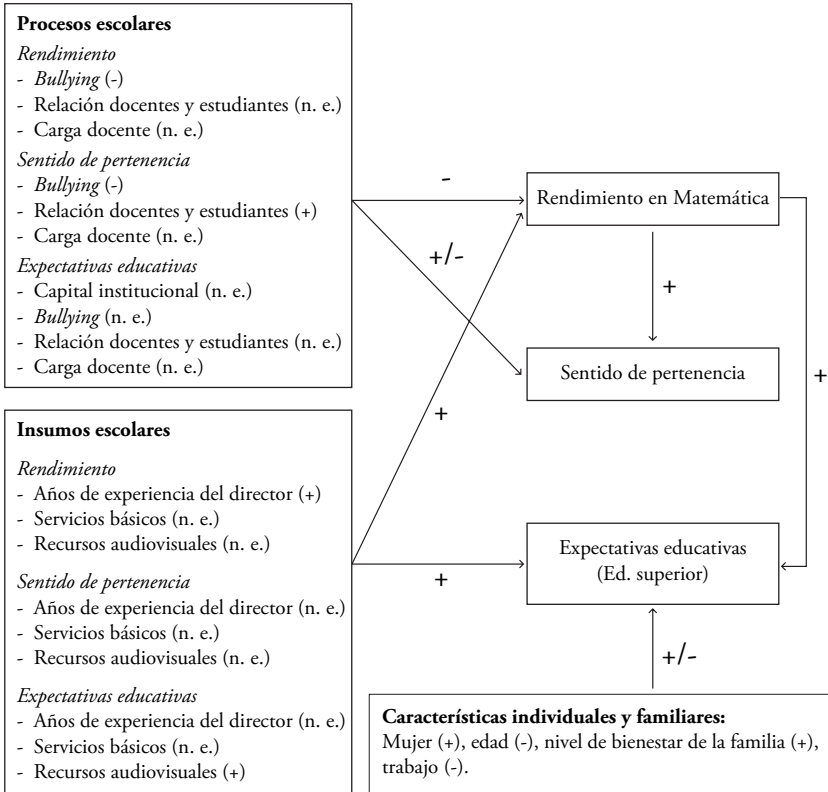 Procesos escolares
Rendimiento
- Bullying (-)
- Relación docentes y estudiantes (n. e.)
- Carga docente (n. e.)
Sentido de pertenencia
- Bullying (-)
- Relación docentes y estudiantes (+)
- Carga docente (n. e.)
Expectativas educativas
- Capital institucional (n. e.)
- Bullying (n. e.)
- Relación docentes y estudiantes (n. e.)
- Carga docente (n. e.)
Insumos escolares
Rendimiento
- Años de experiencia del director (+)
- Servicios básicos (n. e.)
- Recursos audiovisuales (n. e.)
Sentido de pertenencia
- Años de experiencia del director (n. e.)
- Servicios básicos (n. e.)
- Recursos audiovisuales (n. e.)
Expectativas educativas
- Años de experiencia del director (n. e.)
- Servicios básicos (n. e.)
- Recursos audiovisuales (+)
-
+/-
+
+
Rendimiento en Matemática
+
Sentido de pertenencia
+
Expectativas educativas
(Ed. superior)
+/-
Características individuales y familiares:
Mujer (+), edad (-), nivel de bienestar de la familia (+),
trabajo (-).